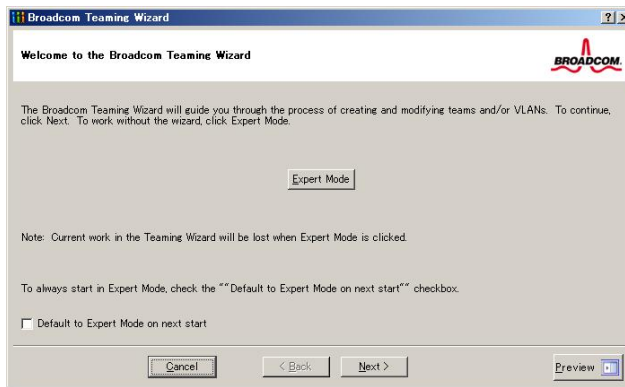 Broadcom Teaming Wizard
Welcome to the Broadcom Teaming Wizard
BROADCOM.
The Broadcom Teaming Wizard will guide you through the process of creating and modifying teams and/or VLANs. To continue,
click Next. To work without the wizard, click Expert Mode.
Expert Mode
Note: Current work in the Teaming Wizard will be lost when Expert Mode is clicked.
To always start in Expert Mode, check the ""Default to Expert Mode on next start"" checkbox.
Default to Expert Mode on next start
Cancel
< Back
Next >
Preview